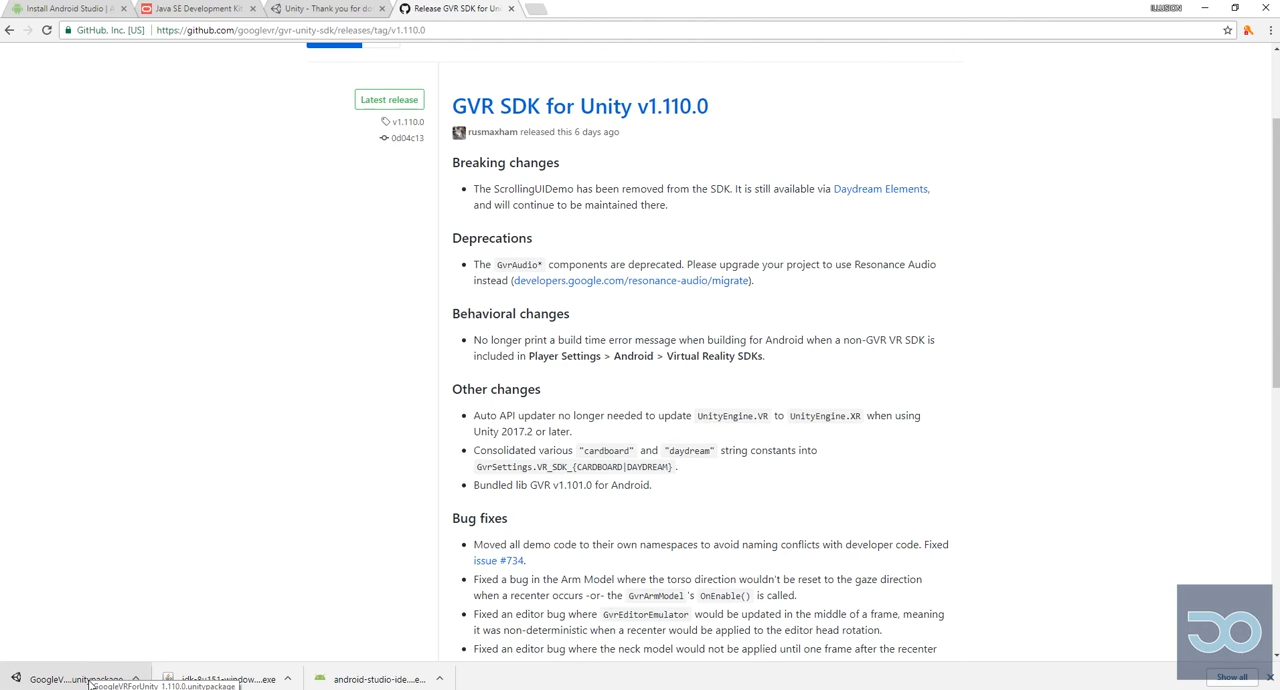 Install Android Studio | A
Java SE Development Kit
Unity - Thank you for do
Release GVR SDK for Uni
ILLUSION
GitHub, Inc. [US] | https://github.com/googlevr/gvr-unity-sdk/releases/tag/v1.110.0
Latest release
v1.110.0
0d04c13
GVR SDK for Unity v1.110.0
rusmaxham released this 6 days ago
Breaking changes
• The ScrollingUIDemo has been removed from the SDK. It is still available via Daydream Elements,
and will continue to be maintained there.
Deprecations
• The GvrAudio* components are deprecated. Please upgrade your project to use Resonance Audio
instead (developers.google.com/resonance-audio/migrate).
Behavioral changes
• No longer print a build time error message when building for Android when a non-GVR VR SDK is
included in Player Settings > Android > Virtual Reality SDKs.
Other changes
• Auto API updater no longer needed to update UnityEngine.VR to UnityEngine.XR when using
Unity 2017.2 or later.
• Consolidated various "cardboard" and "daydream" string constants into
GvrSettings.VR_SDK_{CARDBOARD|DAYDREAM}.
• Bundled lib GVR v1.101.0 for Android.
Bug fixes
• Moved all demo code to their own namespaces to avoid naming conflicts with developer code. Fixed
issue #734.
• Fixed a bug in the Arm Model where the torso direction wouldn't be reset to the gaze direction
when a recenter occurs -or- the GvrArmModel 's OnEnable() is called.
• Fixed an editor bug where GvrEditorEmulator would be updated in the middle of a frame, meaning
it was non-deterministic when a recenter would be applied to the editor head rotation.
• Fixed an editor bug where the neck model would not be applied until one frame after the recenter
GoogleV....unitypackage
jdk-8u151-window....exe
android-studio-ide....e...
Show all
GoogleVRForUnity_1.110.0.unitypackage